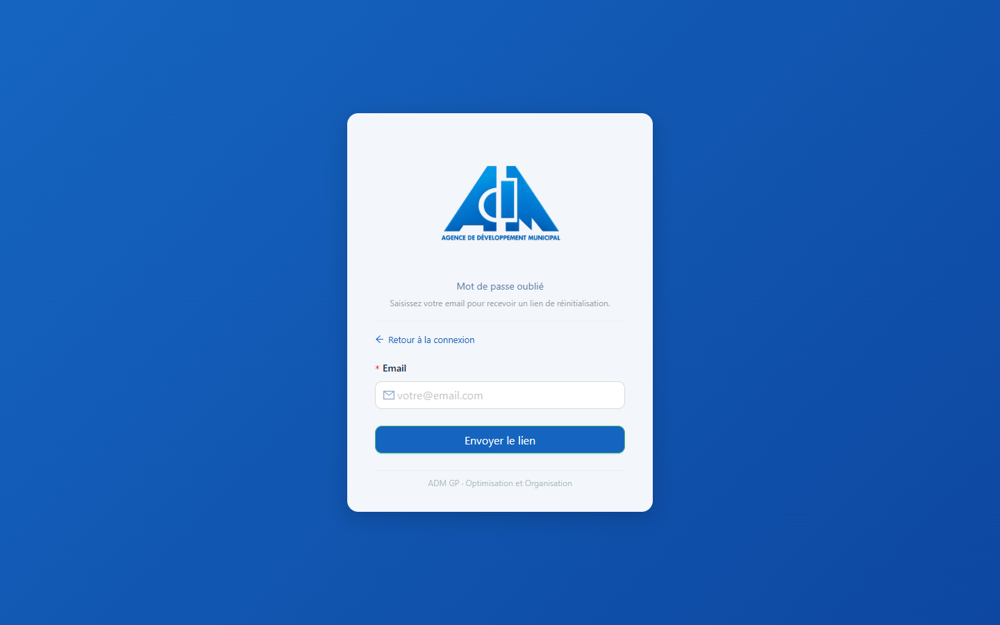 AdM
AGENCE DE DÉVELOPPEMENT MUNICIPAL
Mot de passe oublié
Saisissez votre email pour recevoir un lien de réinitialisation.
← Retour à la connexion
* Email
votre@email.com
Envoyer le lien
ADM GP · Optimisation et Organisation